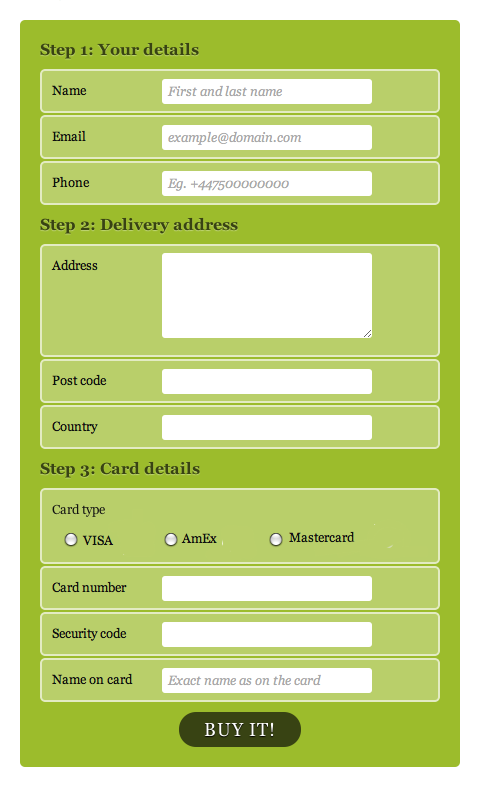 Step 1: Your details
Name First and last name
Email example@domain.com
Phone Eg. +447500000000
Step 2: Delivery address
Address
Post code
Country
Step 3: Card details
Card type
VISA AmEx Mastercard
Card number
Security code
Name on card Exact name as on the card
BUY IT!